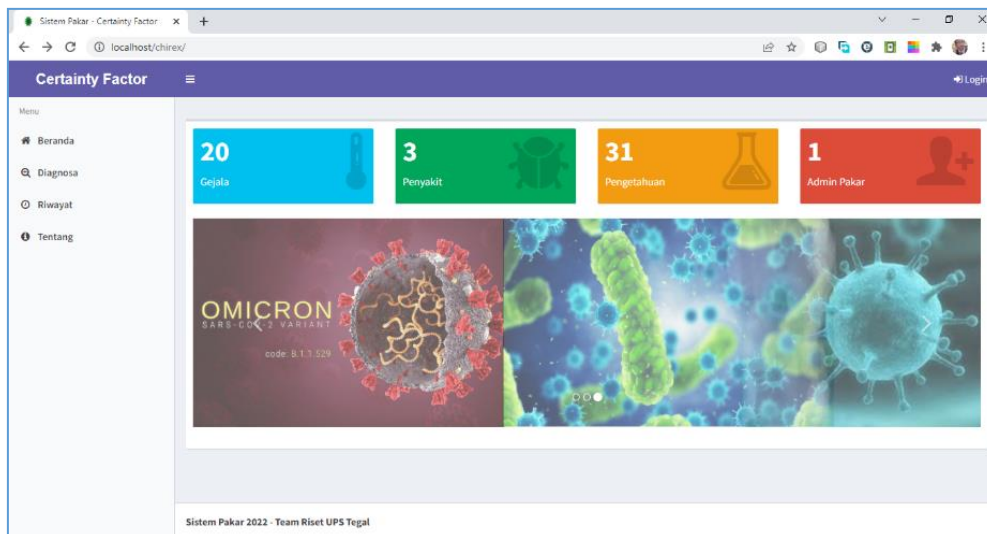 Sistem Pakar - Certainty Factor
localhost/chirex/
Certainty Factor
Login
Menu
Beranda
Diagnosa
Riwayat
Tentang
20
Gejala
3
Penyakit
31
Pengetahuan
1
Admin Pakar
OMICRON
SARS-COV-2 VARIANT
code: B.1.1.529
Sistem Pakar 2022 - Team Riset UPS Tegal